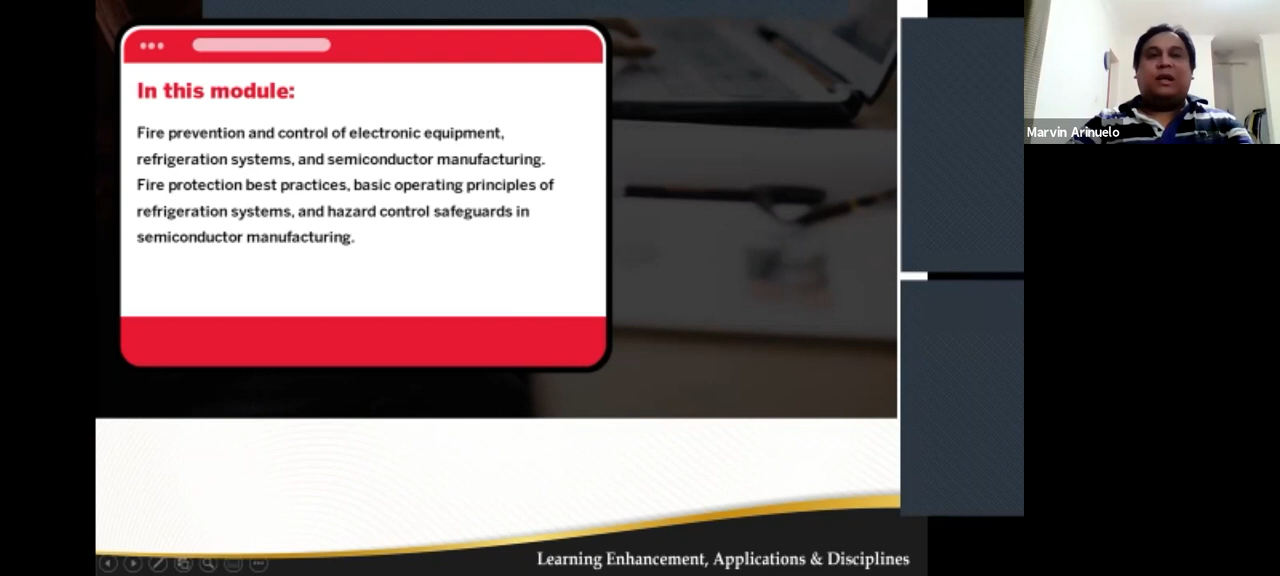 In this module:
Fire prevention and control of electronic equipment,
refrigeration systems, and semiconductor manufacturing.
Fire protection best practices, basic operating principles of
refrigeration systems, and hazard control safeguards in
semiconductor manufacturing.
Marvin Arinuelo
Learning Enhancement, Applications & Disciplines